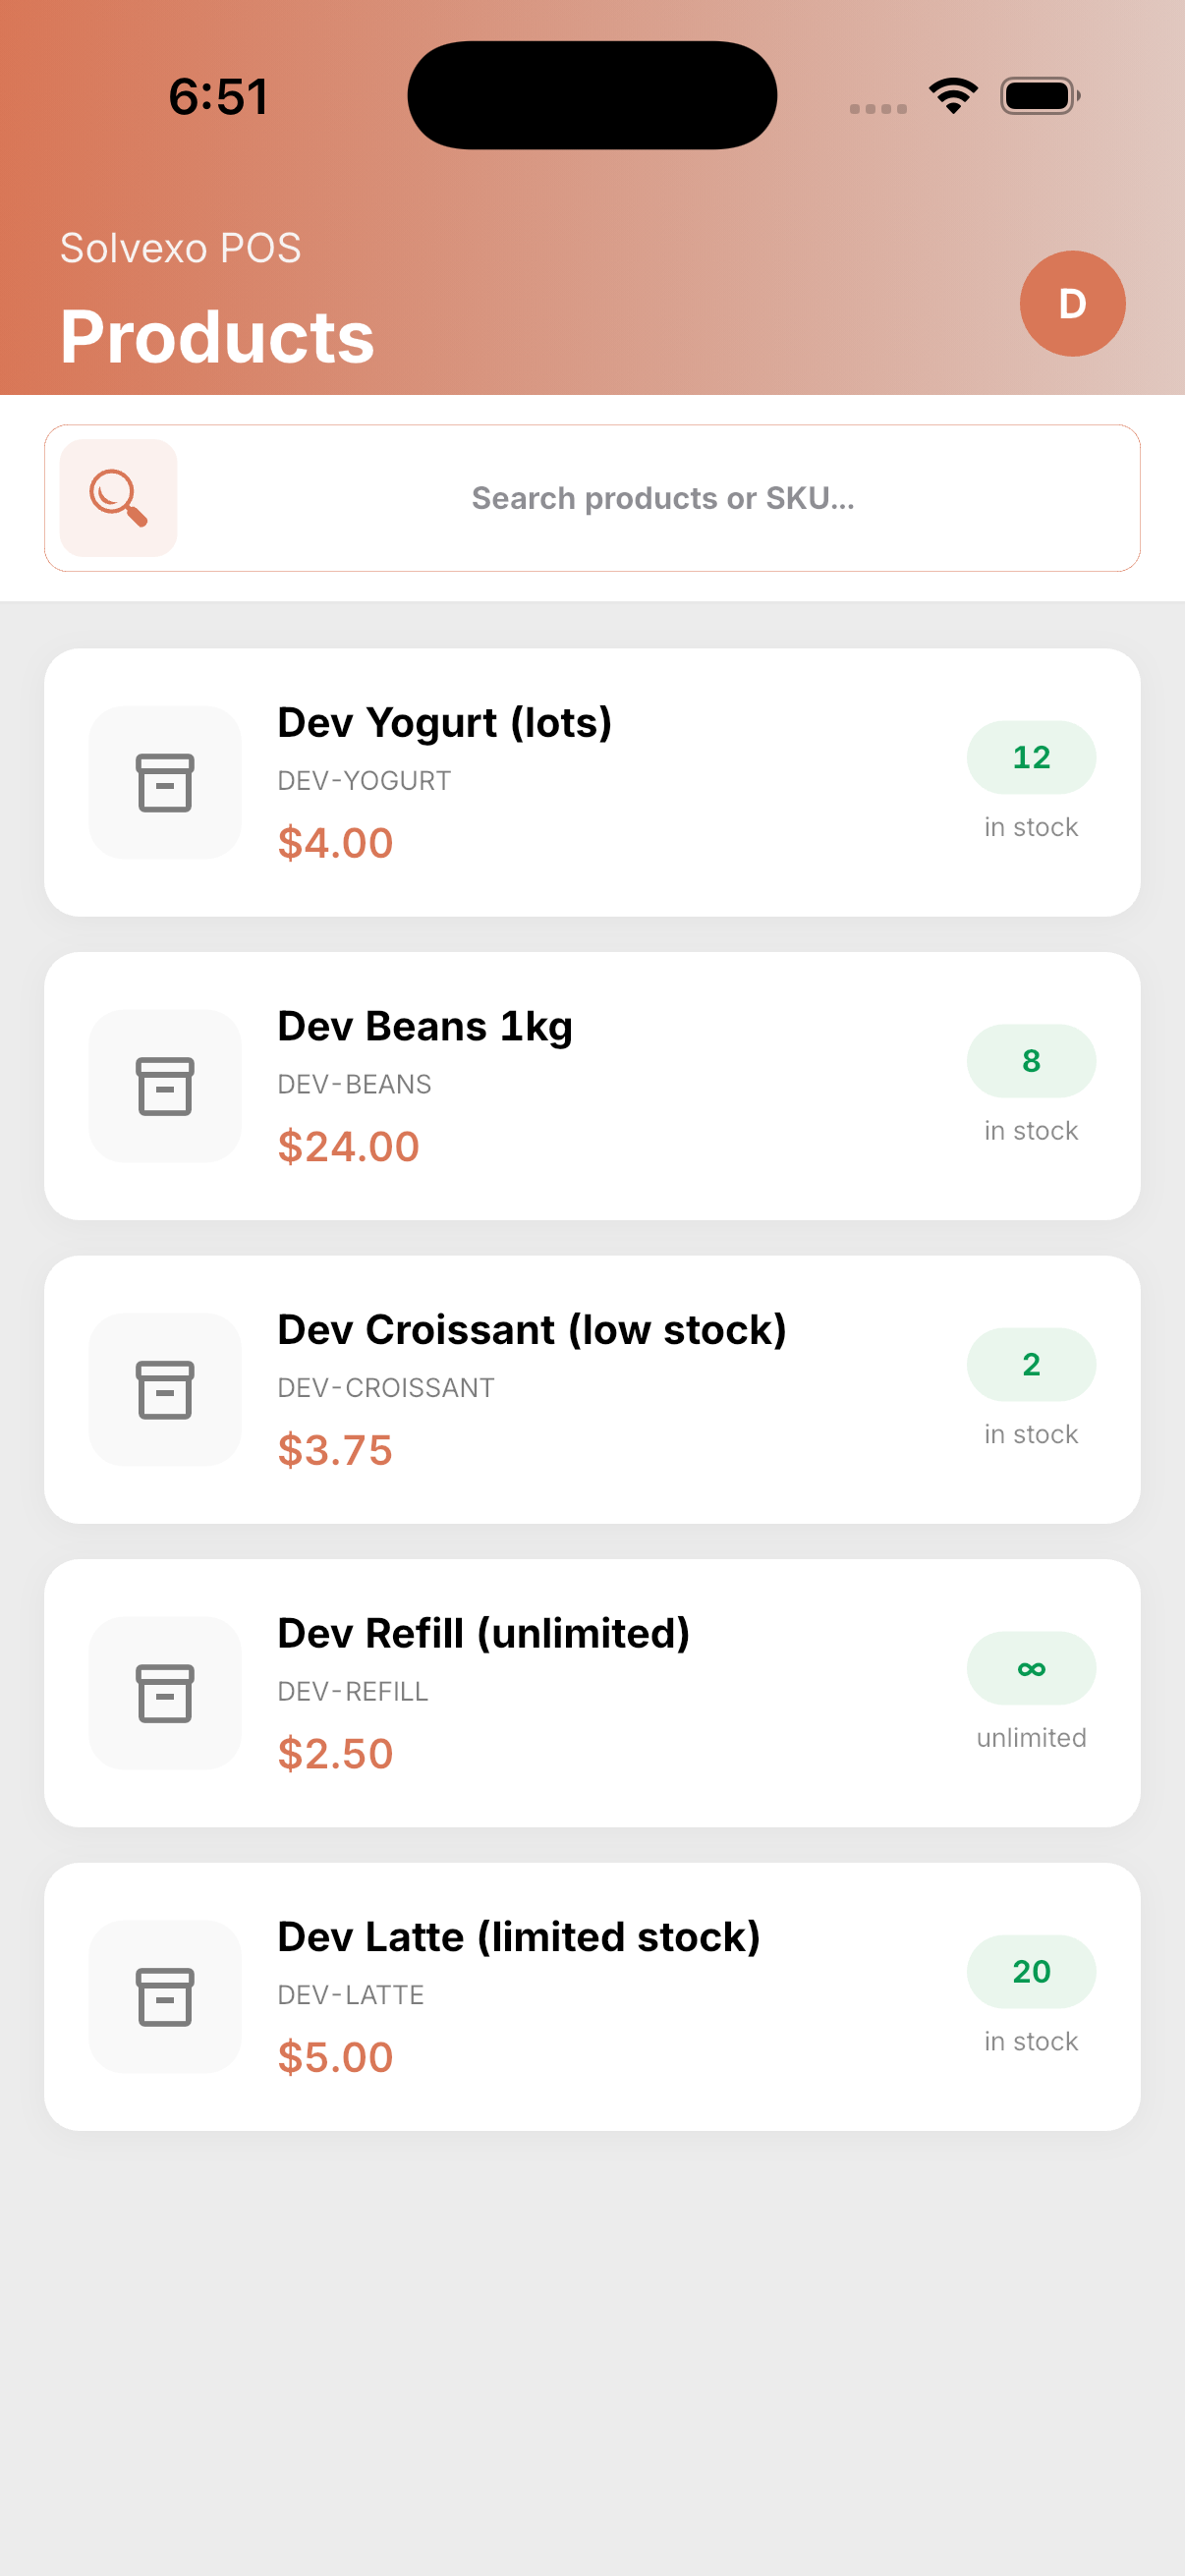 6:51
Solvexo POS
Products
D
Search products or SKU...
Dev Yogurt (lots)
DEV-YOGURT
$4.00
12
in stock
Dev Beans 1kg
DEV-BEANS
$24.00
8
in stock
Dev Croissant (low stock)
DEV-CROISSANT
$3.75
2
in stock
Dev Refill (unlimited)
DEV-REFILL
$2.50
∞
unlimited
Dev Latte (limited stock)
DEV-LATTE
$5.00
20
in stock